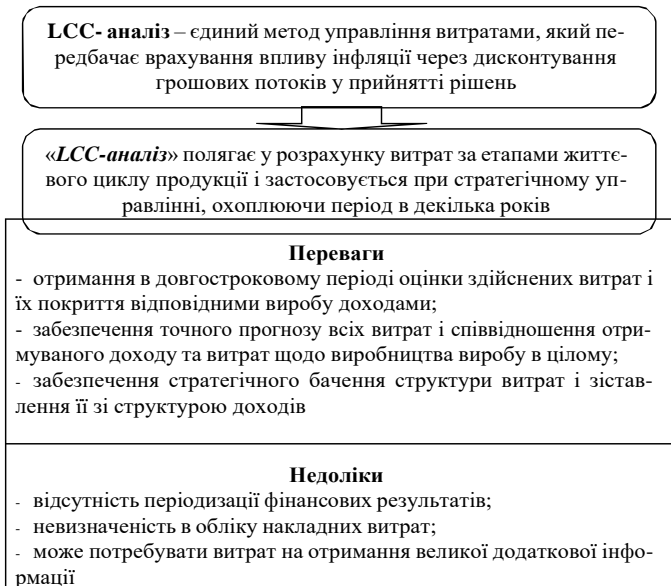 LCC- аналіз – єдиний метод управління витратами, який пе-
редбачає врахування впливу інфляції через дисконтування
грошових потоків у прийнятті рішень
«LCC-аналіз» полягає у розрахунку витрат за етапами життє-
вого циклу продукції і застосовується при стратегічному уп-
равлінні, охоплюючи період в декілька років
Переваги
- отримання в довгостроковому періоді оцінки здійснених витрат і
їх покриття відповідними виробу доходами;
- забезпечення точного прогнозу всіх витрат і співвідношення отри-
муваного доходу та витрат щодо виробництва виробу в цілому;
- забезпечення стратегічного бачення структури витрат і зістав-
лення її зі структурою доходів
Недоліки
- відсутність періодизації фінансових результатів;
- невизначеність в обліку накладних витрат;
- може потребувати витрат на отримання великої додаткової інфо-
рмації